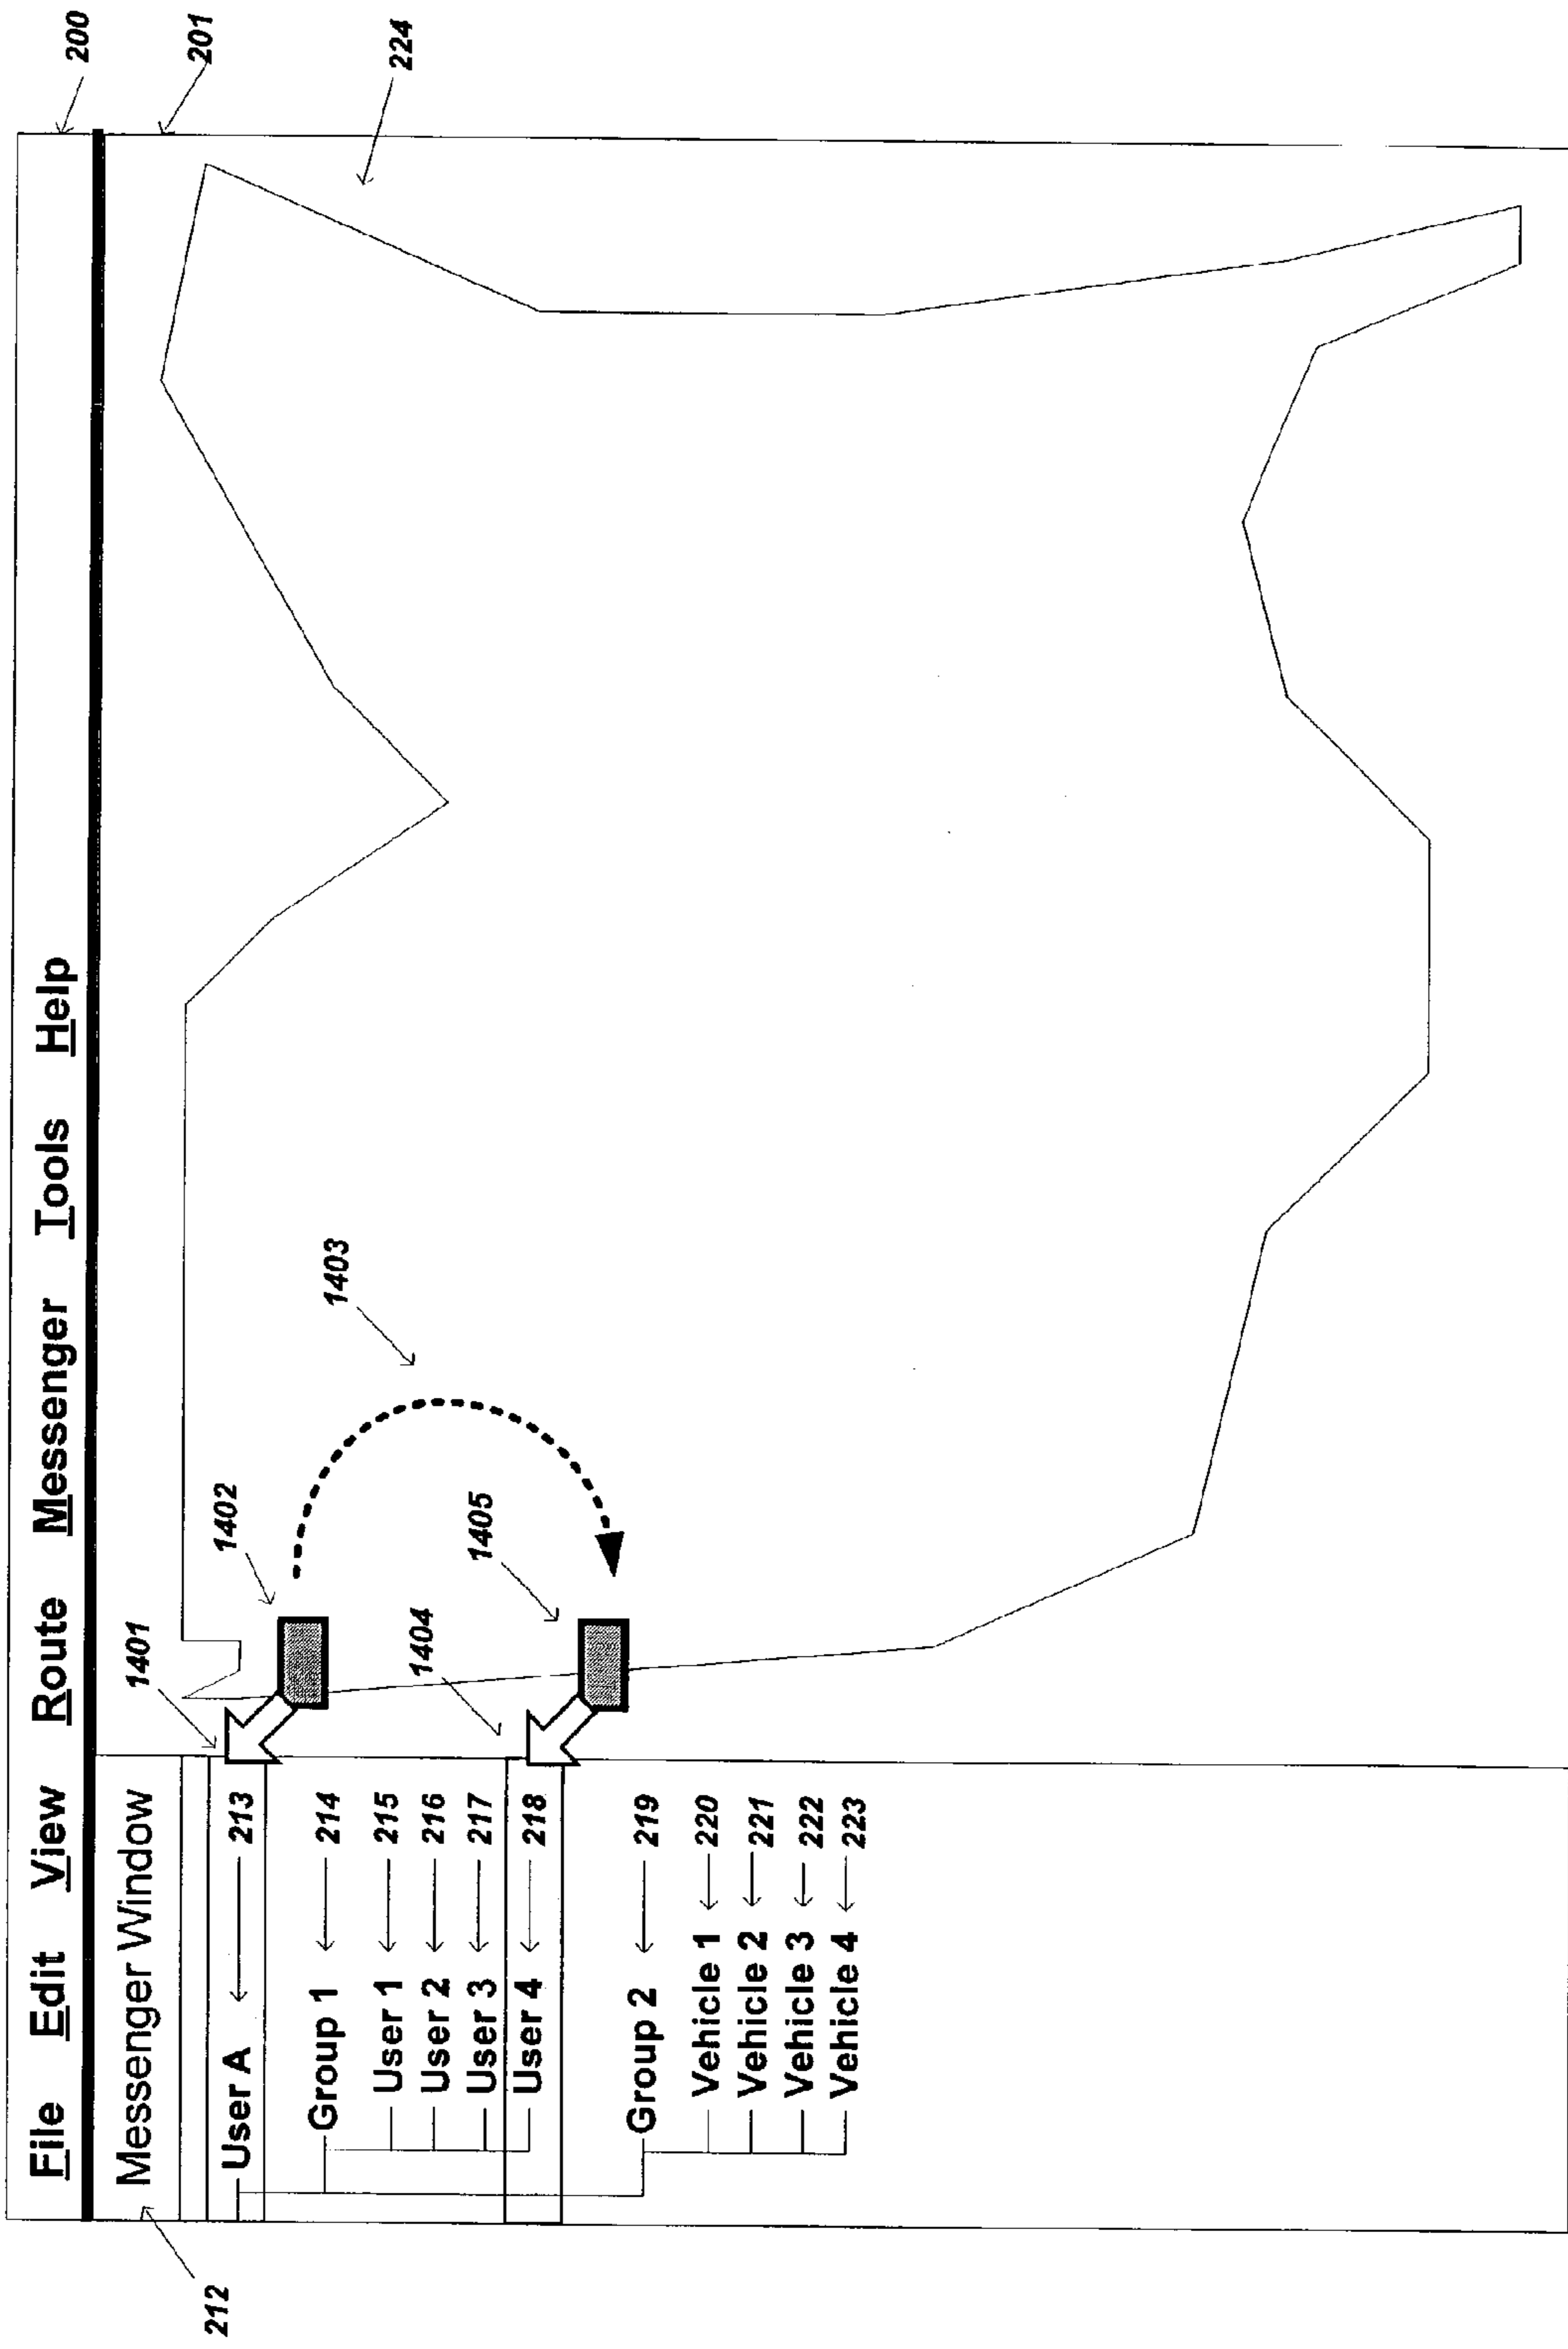 File Edit View Route Messenger Tools Help
200
201
212
Messenger Window
224
User A 213
1401
1402
Group 1 214
1403
User 1 215
User 2 216
User 3 217
User 4 218
1404
1405
Group 2 219
Vehicle 1 220
Vehicle 2 221
Vehicle 3 222
Vehicle 4 223